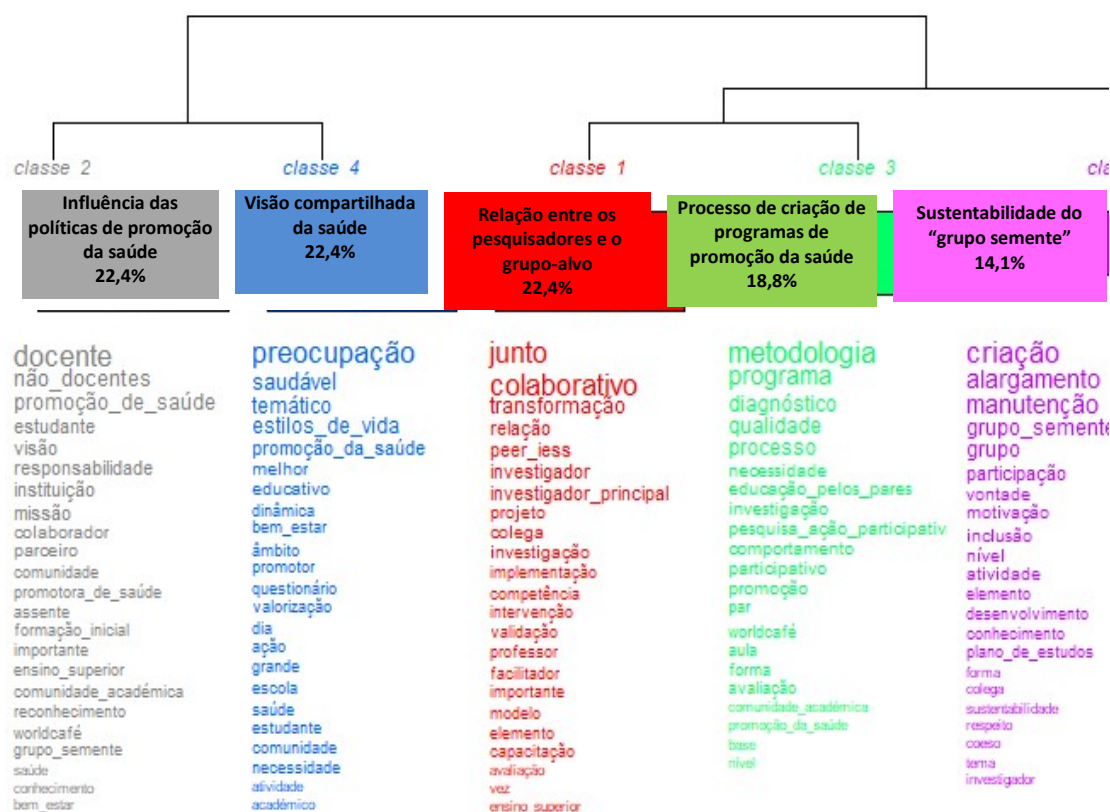 classe 2
classe 4
classe 1
classe 3
cla
Influência das
políticas de promoção
da saúde
22,4%
Visão compartilhada
da saúde
22,4%
Relação entre os
pesquisadores e o
grupo-alvo
22,4%
Processo de criação de
programas de
promoção da saúde
18,8%
Sustentabilidade do
“grupo semente”
14,1%
docente
não_docentes
promoção_de_saúde
estudante
visão
responsabilidade
instituição
missão
colaborador
parceiro
comunidade
promotora_de_saúde
assente
formação_inicial
importante
ensino_superior
comunidade_académica
reconhecimento
worldcafé
grupo_semente
saúde
conhecimento
bem_estar
preocupação
saudável
temático
estilos_de_vida
promoção_da_saúde
melhor
educativo
dinâmica
bem_estar
âmbito
promotor
questionário
valorização
dia
ação
grande
escola
saúde
estudante
comunidade
necessidade
atividade
académico
junto
colaborativo
transformação
relação
peer_iess
investigador
investigador_principal
projeto
colega
investigação
implementação
competência
intervenção
validação
professor
facilitador
importante
modelo
elemento
capacitação
avaliação
vez
ensino_superior
metodologia
programa
diagnóstico
qualidade
processo
necessidade
educação_pelos_pares
investigação
pesquisa_ação_participativ
comportamento
participativo
promoção
par
worldcafé
aula
forma
avaliação
comunidade_académica
promoção_da_saúde
base
nível
criação
alargamento
manutenção
grupo_semente
grupo
participação
vontade
motivação
inclusão
nível
atividade
elemento
desenvolvimento
conhecimento
plano_de_estudos
forma
colega
sustentabilidade
respeito
coeso
tema
investigador